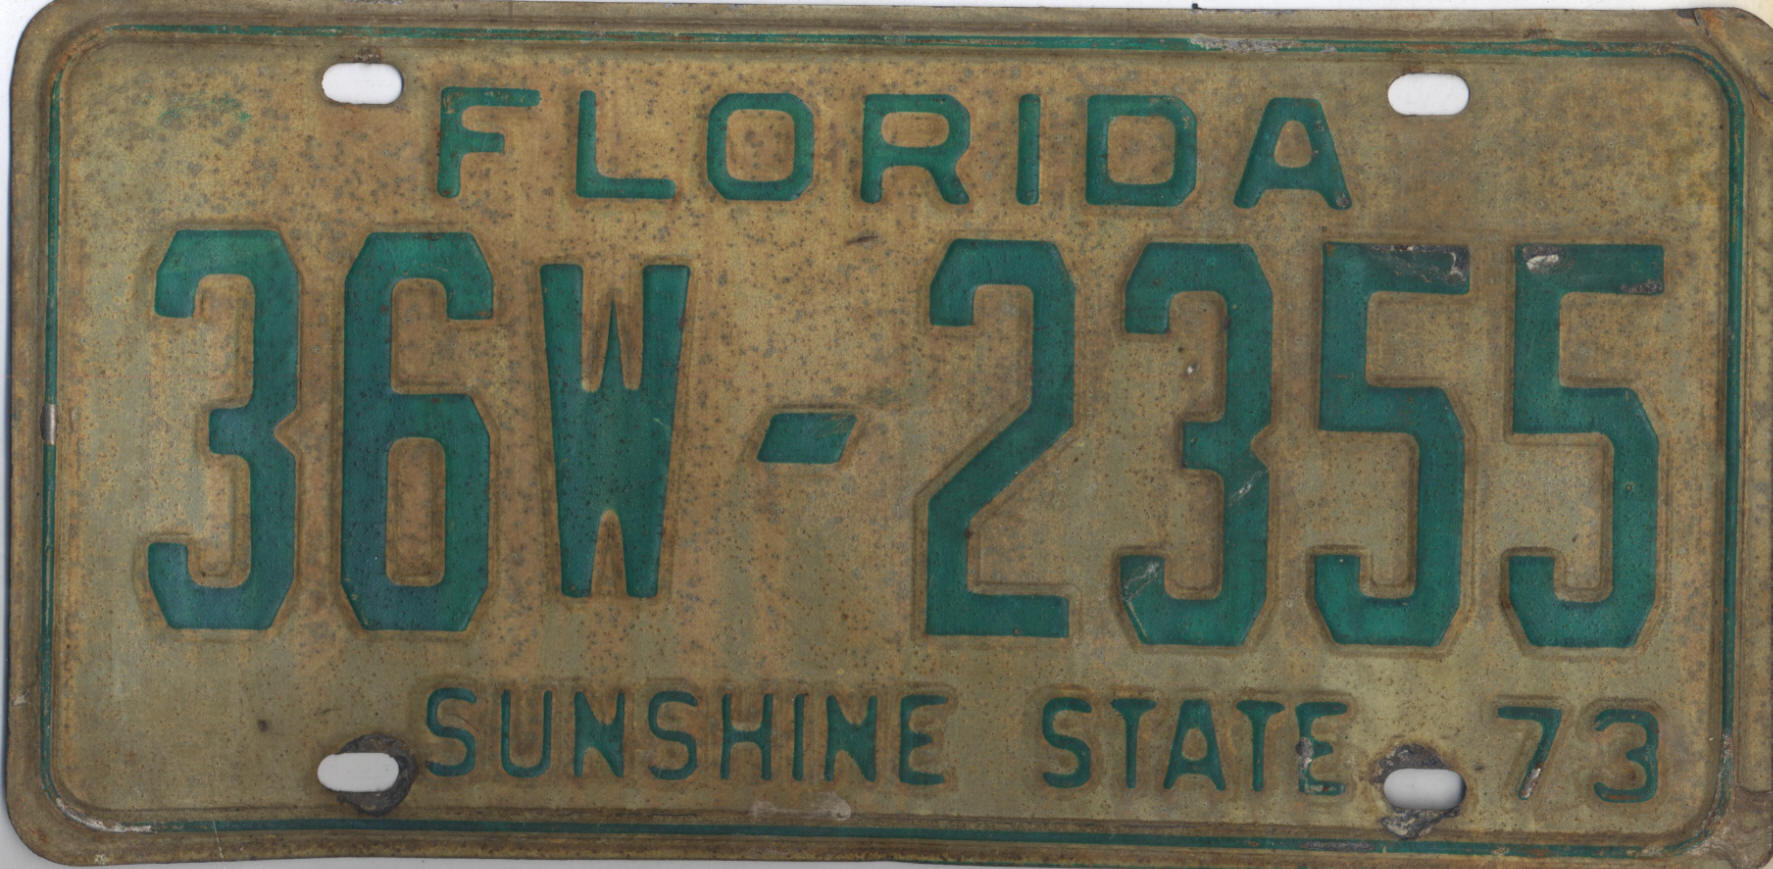 FLORIDA
36W-2355
SUNSHINE STATE 73